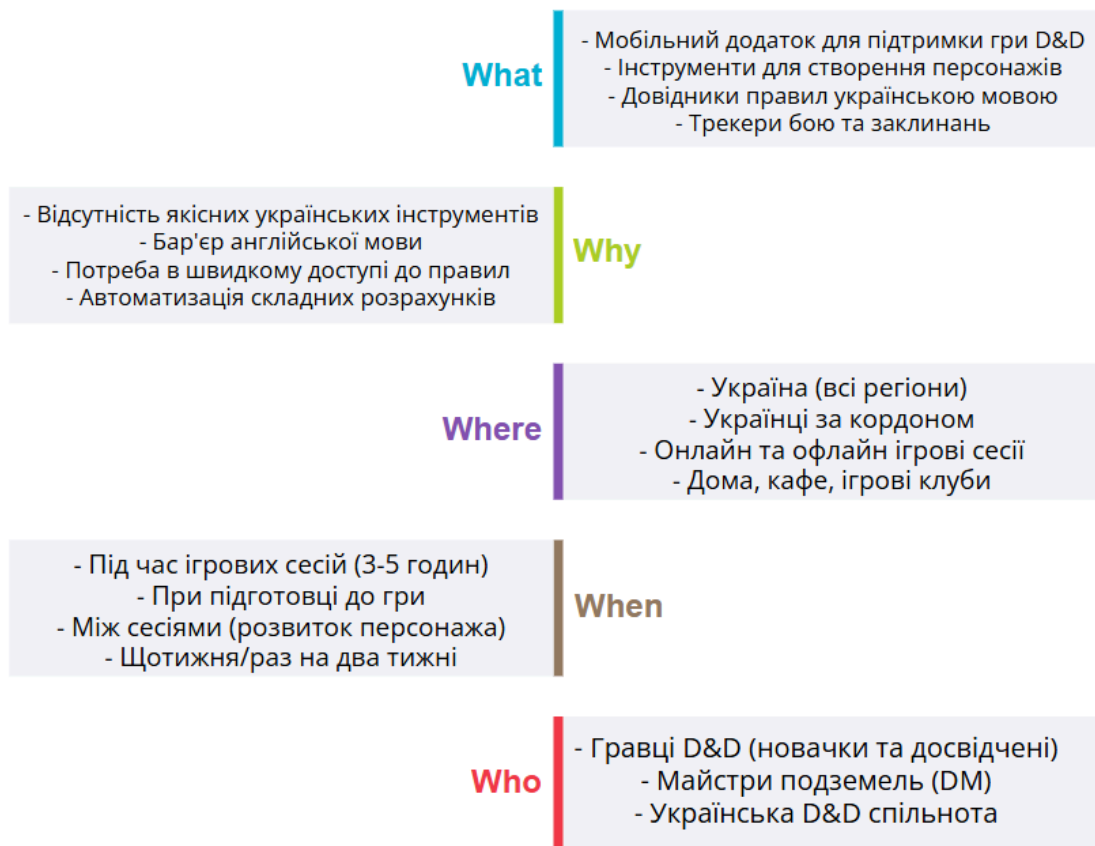 What
- Мобільний додаток для підтримки гри D&D
- Інструменти для створення персонажів
- Довідники правил українською мовою
- Трекери бою та заклинань
- Відсутність якісних українських інструментів
- Бар'єр англійської мови
- Потреба в швидкому доступі до правил
- Автоматизація складних розрахунків
Why
Where
- Україна (всі регіони)
- Українці за кордоном
- Онлайн та офлайн ігрові сесії
- Дома, кафе, ігрові клуби
- Під час ігрових сесій (3-5 годин)
- При підготовці до гри
- Між сесіями (розвиток персонажа)
- Щотижня/раз на два тижні
When
Who
- Гравці D&D (новачки та досвідчені)
- Майстри подземель (DM)
- Українська D&D спільнота